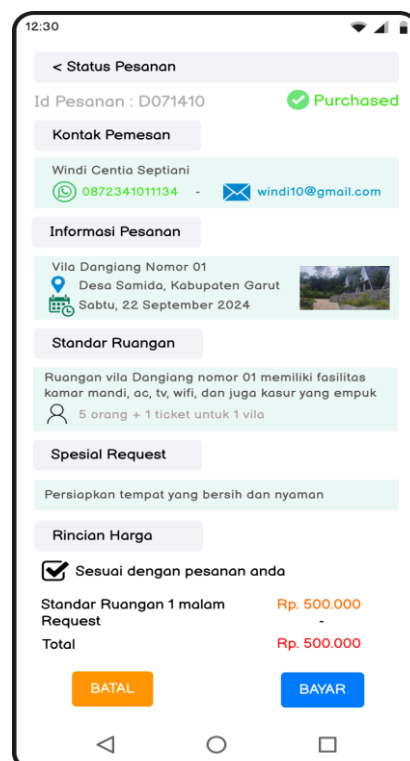 12:30
< Status Pesanan
Id Pesanan : D071410
Purchased
Kontak Pemesan
Windi Centia Septiani
0872341011134 - windi10@gmail.com
Informasi Pesanan
Vila Dangiang Nomor 01
Desa Samida, Kabupaten Garut
Sabtu, 22 September 2024
Standar Ruangan
Ruangan vila Dangiang nomor 01 memiliki fasilitas
kamar mandi, ac, tv, wifi, dan juga kasur yang empuk
5 orang + 1 ticket untuk 1 vila
Spesial Request
Persiapkan tempat yang bersih dan nyaman
Rincian Harga
Sesuai dengan pesanan anda
Standar Ruangan 1 malam Rp. 500.000
Request -
Total Rp. 500.000
BATAL BAYAR